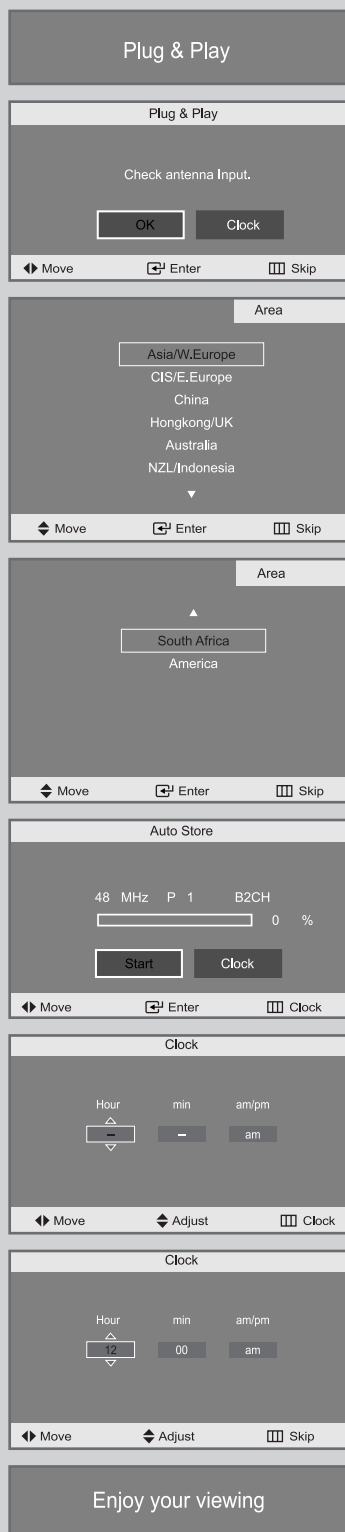 Plug & Play
Plug & Play
Check antenna Input.
OK Clock
Move Enter Skip
Area
Asia/W.Europe
CIS/E.Europe
China
Hongkong/UK
Australia
NZL/Indonesia
Move Enter Skip
Area
South Africa
America
Move Enter Skip
Auto Store
48 MHz P 1 B2CH
0 %
Start Clock
Move Enter Clock
Clock
Hour min am/pm
– – am
Move Adjust Clock
Clock
Hour min am/pm
12 00 am
Move Adjust Skip
Enjoy your viewing